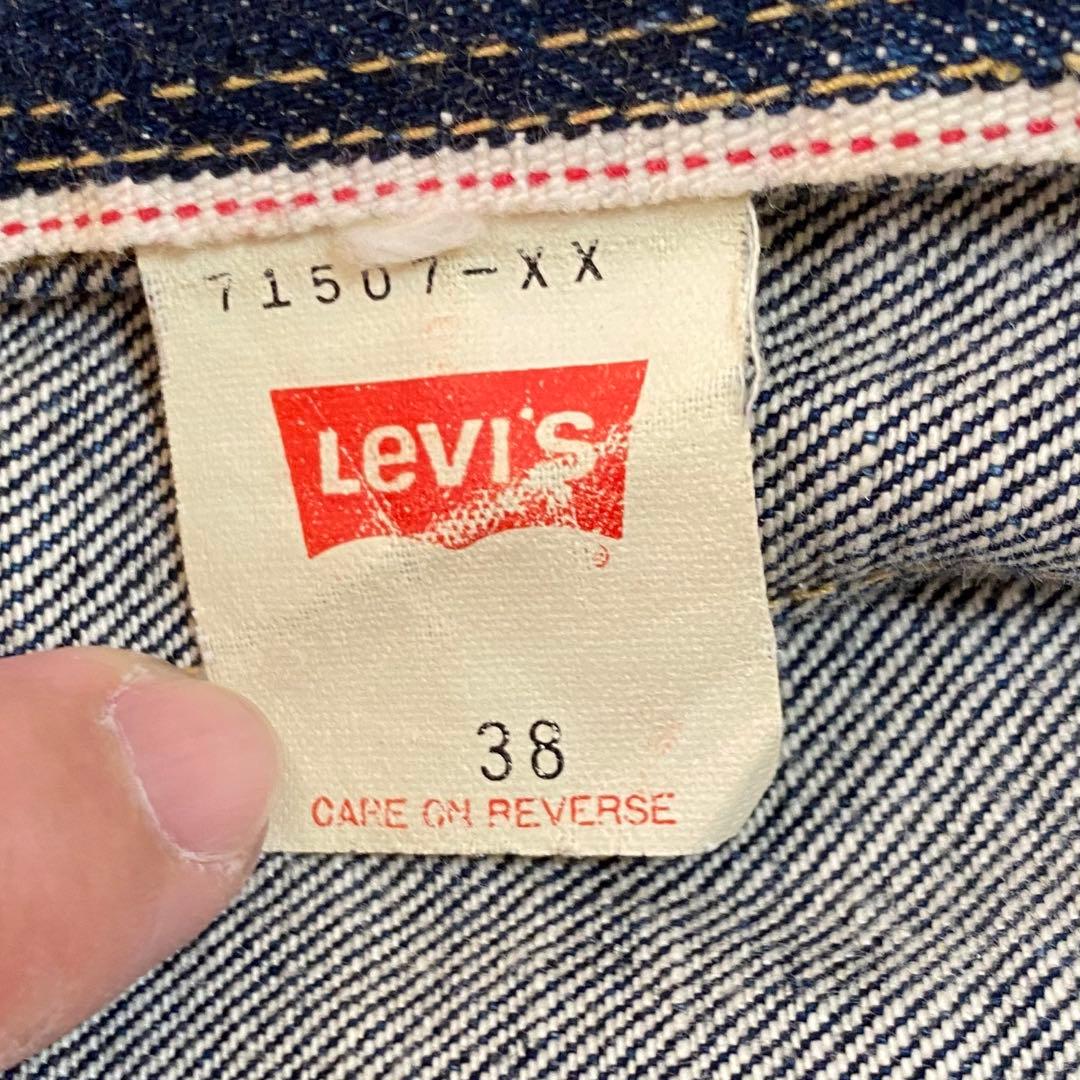 71507-XX
LEVI'S
®
38
CARE ON REVERSE